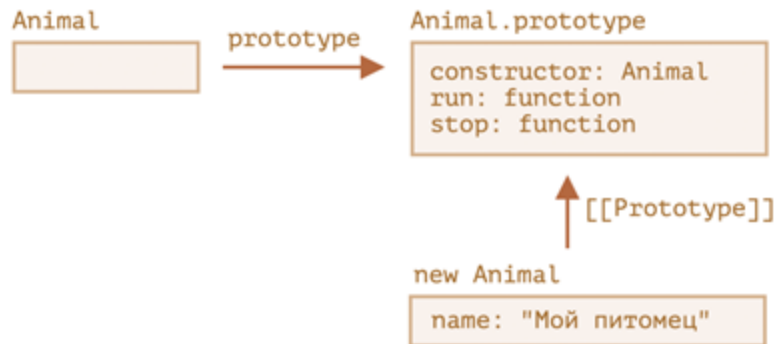 Animal
prototype
Animal.prototype
constructor: Animal
run: function
stop: function
[[Prototype]]
new Animal
name: "Мой питомец"